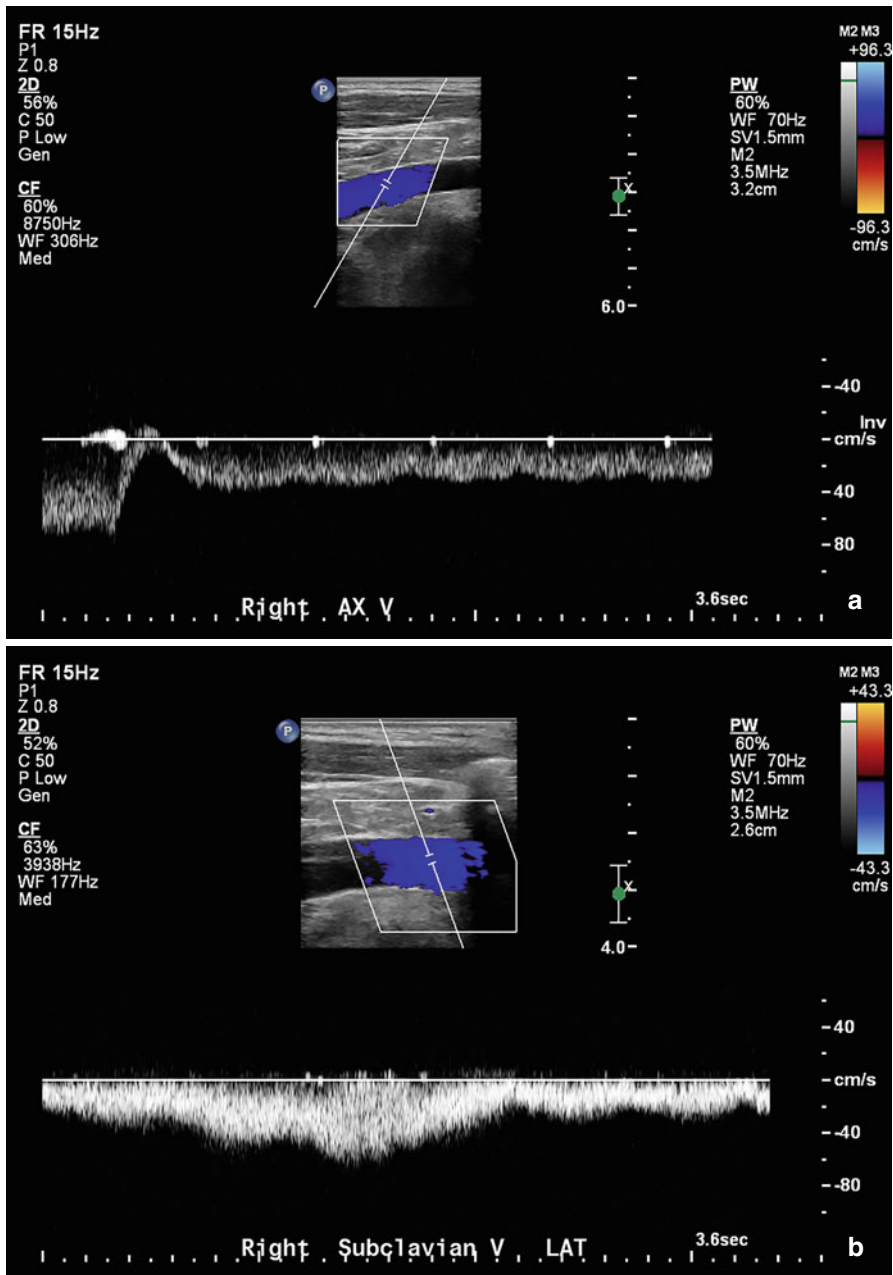 FR 15Hz
P1
Z 0.8
2D
56%
C 50
P Low
Gen
CF
60%
8750Hz
WF 306Hz
Med
P
X
6.0
PW
60%
WF 70Hz
SV1.5mm
M2
3.5MHz
3.2cm
M2 M3
+96.3
-96.3
cm/s
-40
Inv
cm/s
40
80
Right AX V
3.6sec
a
FR 15Hz
P1
Z 0.8
2D
52%
C 50
P Low
Gen
CF
63%
3938Hz
WF 177Hz
Med
P
X
4.0
PW
60%
WF 70Hz
SV1.5mm
M2
3.5MHz
2.6cm
M2 M3
+43.3
-43.3
cm/s
40
cm/s
-40
-80
Right Subclavian V LAT
3.6sec
b